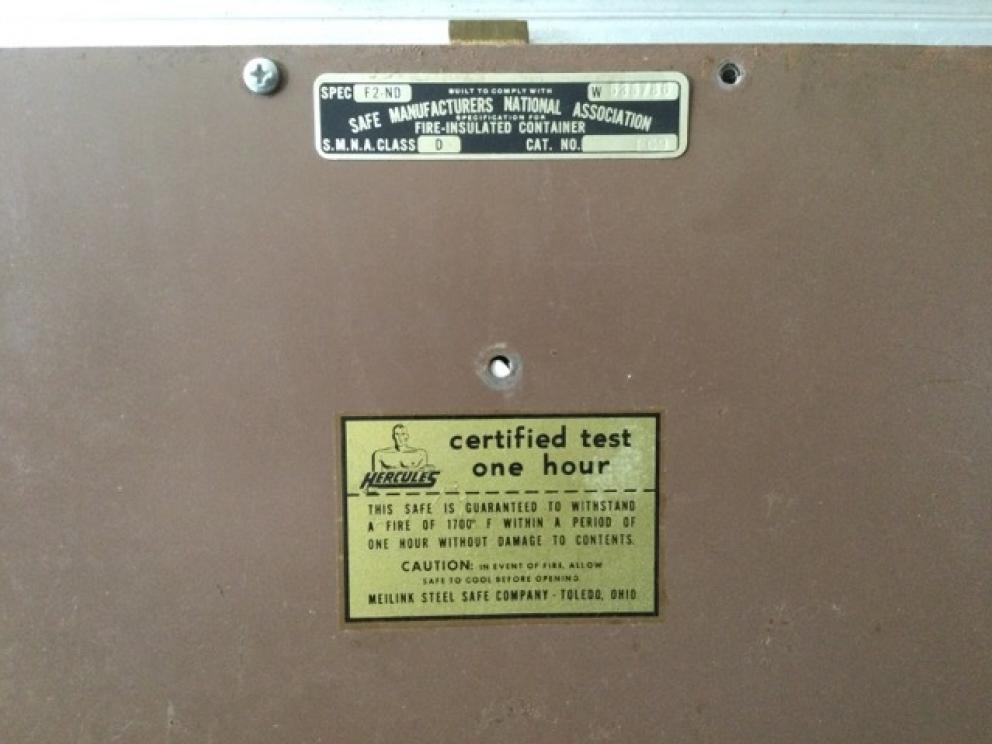 SPEC F2-ND BUILT TO COMPLY WITH W
SAFE MANUFACTURERS NATIONAL ASSOCIATION
SPECIFICATION FOR
FIRE-INSULATED CONTAINER
S.M.N.A. CLASS D CAT. NO.
HERCULES
certified test
one hour
THIS SAFE IS GUARANTEED TO WITHSTAND
A FIRE OF 1700° F WITHIN A PERIOD OF
ONE HOUR WITHOUT DAMAGE TO CONTENTS.
CAUTION: IN EVENT OF FIRE, ALLOW
SAFE TO COOL BEFORE OPENING
MEILINK STEEL SAFE COMPANY - TOLEDO, OHIO